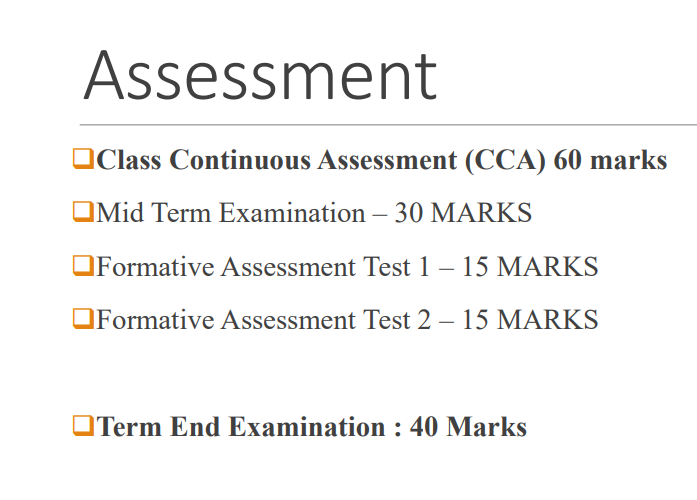 Assessment
Class Continuous Assessment (CCA) 60 marks
Mid Term Examination – 30 MARKS
Formative Assessment Test 1 – 15 MARKS
Formative Assessment Test 2 – 15 MARKS
Term End Examination : 40 Marks